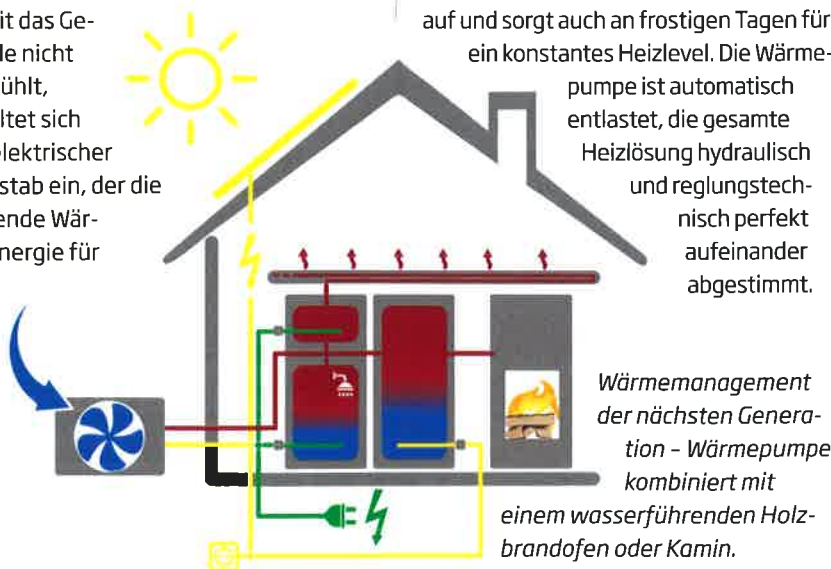 it das Ge-
le nicht
ühlt,
ltet sich
lektrischer
stab ein, der die
ende Wär-
nergie für
auf und sorgt auch an frostigen Tagen für
ein konstantes Heizlevel. Die Wärme-
pumpe ist automatisch
entlastet, die gesamte
Heizlösung hydraulisch
und reglungstech-
nisch perfekt
aufeinander
abgestimmt.
Wärmemanagement
der nächsten Genera-
tion – Wärmepumpe
kombiniert mit
einem wasserführenden Holz-
brandofen oder Kamin.